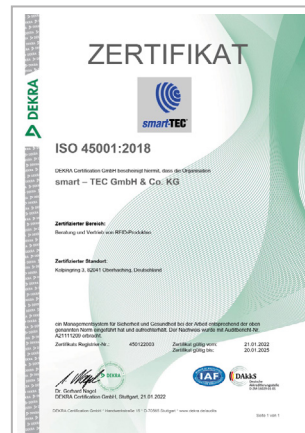 ZERTIFIKAT
DEKRA
smart-TEC
ISO 45001:2018
DEKRA Certification GmbH bescheinigt hiermit, dass die Organisation
smart – TEC GmbH & Co. KG
Zertifizierter Bereich:
Beratung und Vertrieb von RFID-Produkten
Zertifizierter Standort:
Kolpingring 3, 82041 Oberhaching, Deutschland
ein Managementsystem für Sicherheit und Gesundheit bei der Arbeit entsprechend der oben
genannten Norm eingeführt hat und aufrechterhält. Der Nachweis wurde mit Auditbericht-Nr.
A21111209 erbracht.
Zertifikats Registrier-Nr.: 450122003 Zertifikat gültig vom: 21.01.2022
Zertifikat gültig bis: 20.01.2025
DEKRA
IAF
DAkkS
Deutsche
Akkreditierungsstelle
Dr. Gerhard Nagel
DEKRA Certification GmbH, Stuttgart, 21.01.2022
Seite 1 von 1